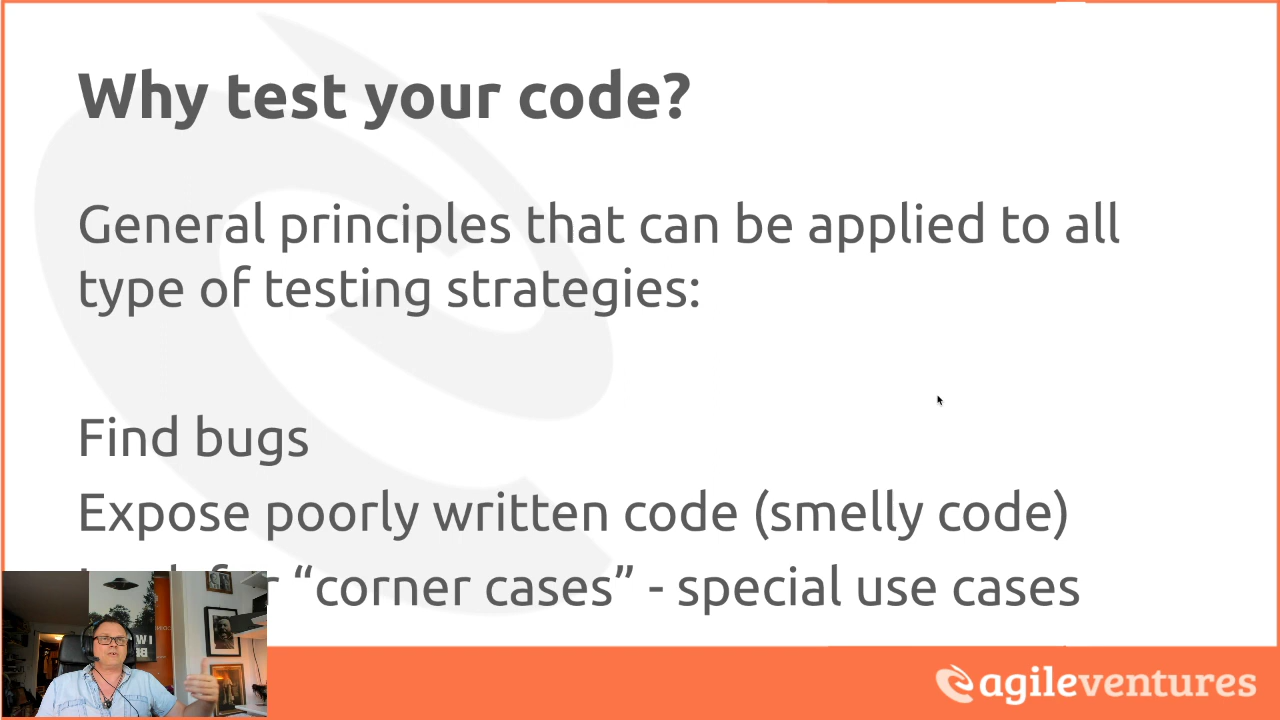 Why test your code?
General principles that can be applied to all
type of testing strategies:
Find bugs
Expose poorly written code (smelly code)
“corner cases” - special use cases
agileventures